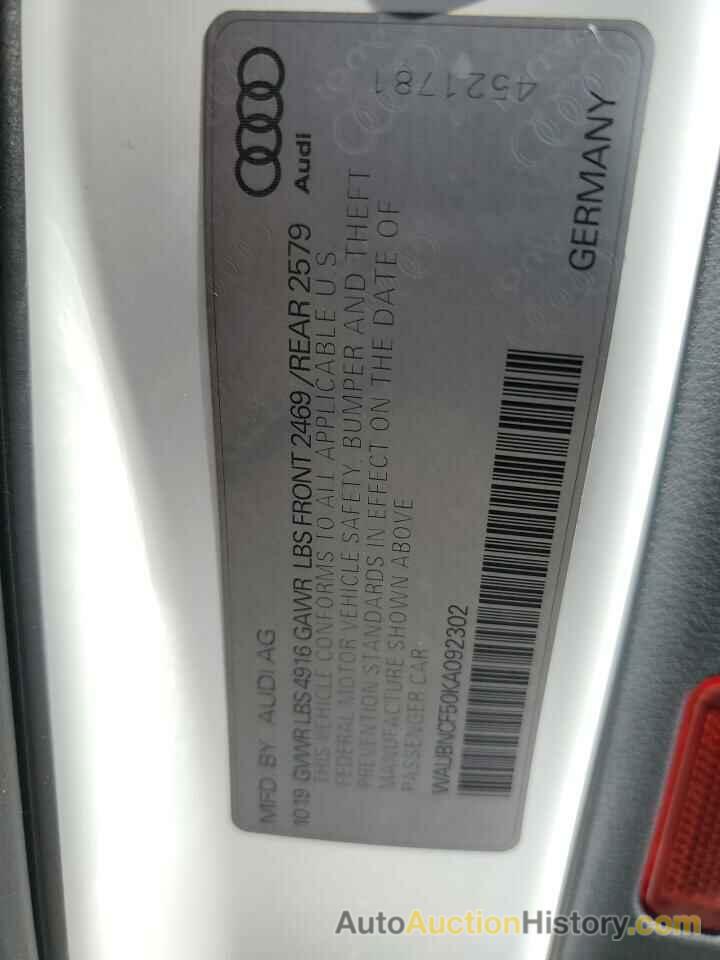 4521781
Audi
GERMANY
MFD BY AUDI AG
1019 GVWR LBS 4916 GAWR LBS FRONT 2469 /REAR 2579
THIS VEHICLE CONFORMS TO ALL APPLICABLE U S
FEDERAL MOTOR VEHICLE SAFETY, BUMPER AND THEFT
PREVENTION STANDARDS IN EFFECT ON THE DATE OF
MANUFACTURE SHOWN ABOVE
PASSENGER CAR
WAUBNCF50KA092302
AutoAuctionHistory.com